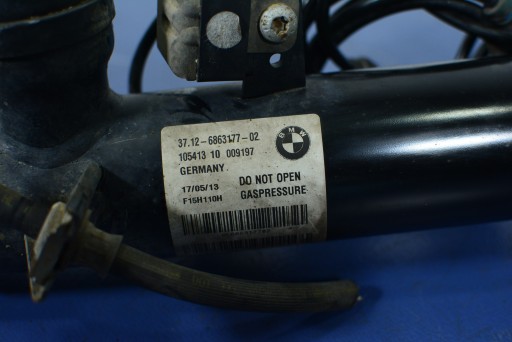 37.12-6863177-02
BMW
105413 10 009197
GERMANY
17/05/13 DO NOT OPEN
F15H110H GASPRESSURE